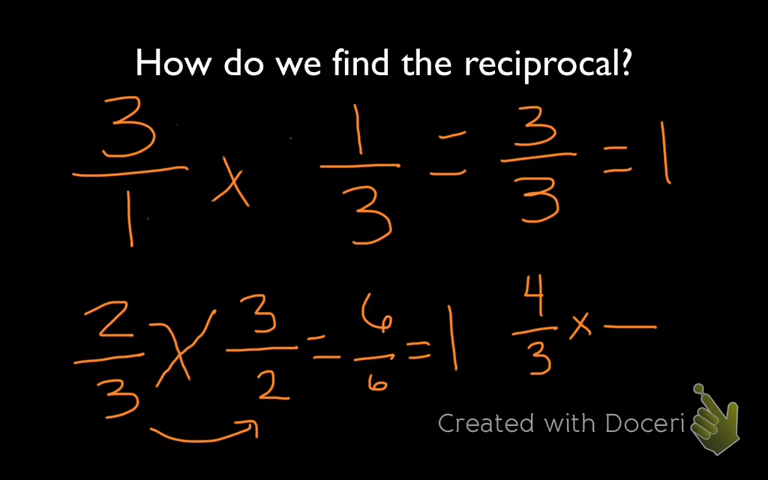 How do we find the reciprocal?
3/1 x 1/3 = 3/3 = 1
2/3 x 3/2 = 6/6 = 1
4/3 x —
Created with Doceri